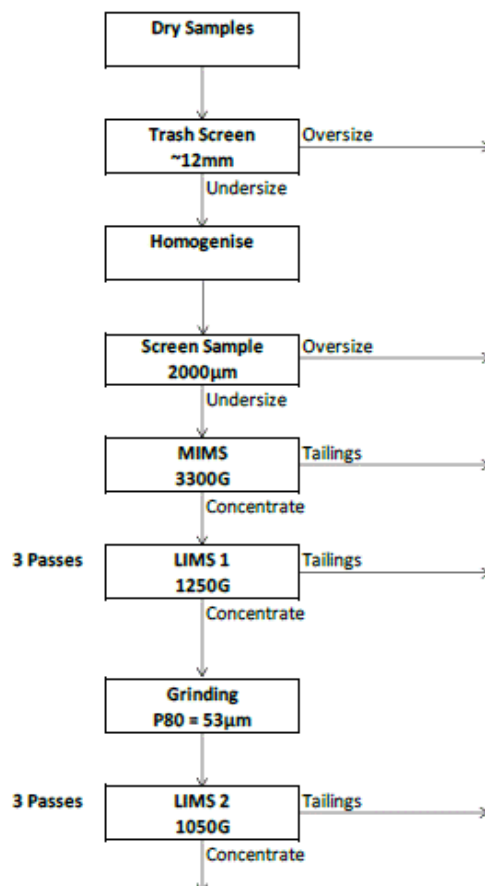 Dry Samples
Trash Screen
~12mm
Oversize
Undersize
Homogenise
Screen Sample
2000µm
Oversize
Undersize
MIMS
3300G
Tailings
Concentrate
3 Passes
LIMS 1
1250G
Tailings
Concentrate
Grinding
P80 = 53µm
3 Passes
LIMS 2
1050G
Tailings
Concentrate